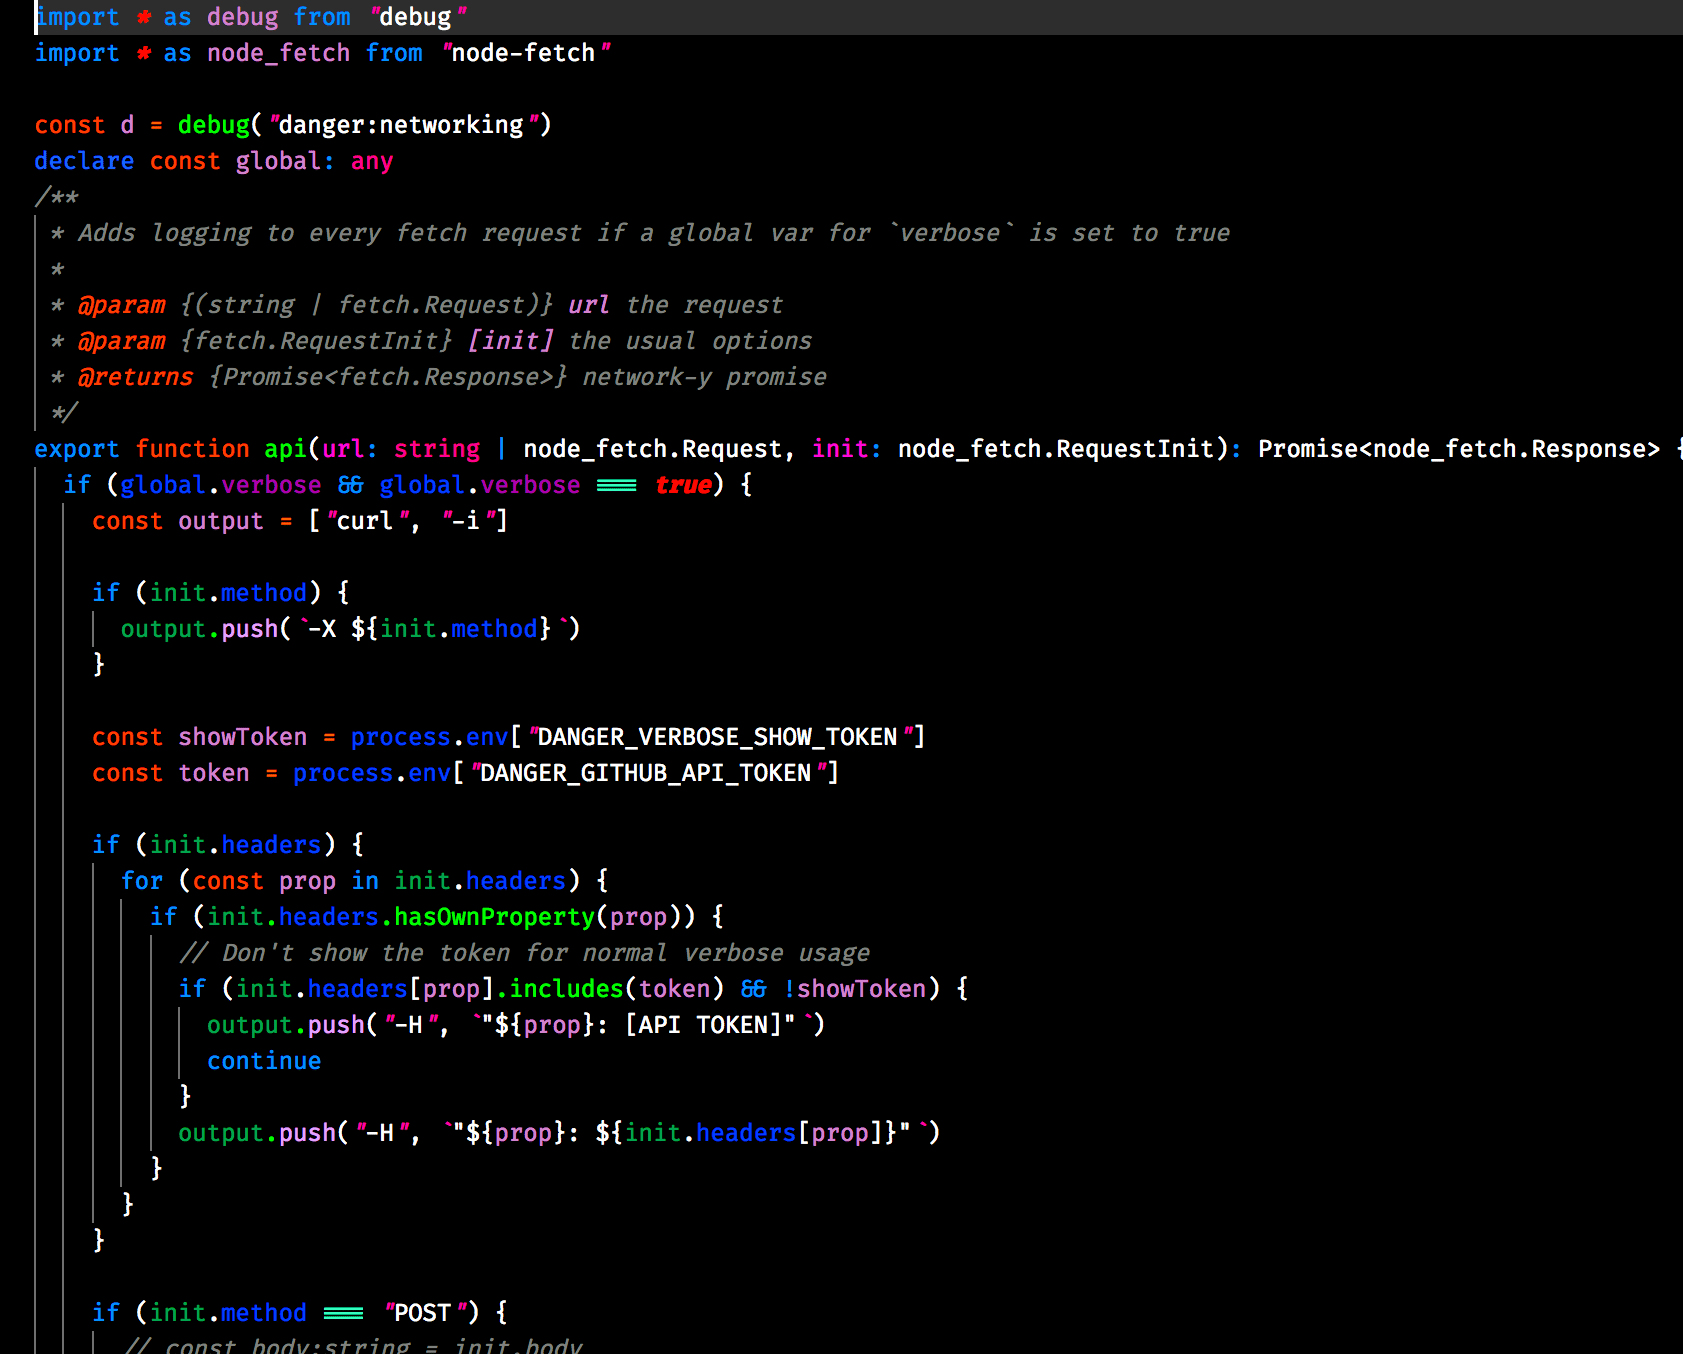 import * as debug from "debug"
import * as node_fetch from "node-fetch"
const d = debug("danger:networking")
declare const global: any
/**
* Adds logging to every fetch request if a global var for `verbose` is set to true
*
* @param {(string | fetch.Request)} url the request
* @param {fetch.RequestInit} [init] the usual options
* @returns {Promise<fetch.Response>} network-y promise
*/
export function api(url: string | node_fetch.Request, init: node_fetch.RequestInit): Promise<node_fetch.Response> {
if (global.verbose && global.verbose === true) {
const output = ["curl", "-i"]
if (init.method) {
output.push(`-X ${init.method}`)
}
const showToken = process.env["DANGER_VERBOSE_SHOW_TOKEN"]
const token = process.env["DANGER_GITHUB_API_TOKEN"]
if (init.headers) {
for (const prop in init.headers) {
if (init.headers.hasOwnProperty(prop)) {
// Don't show the token for normal verbose usage
if (init.headers[prop].includes(token) && !showToken) {
output.push("-H", `"${prop}: [API TOKEN]"`)
continue
}
output.push("-H", `"${prop}: ${init.headers[prop]}"`)
}
}
}
if (init.method === "POST") {
// const body:string = init.body